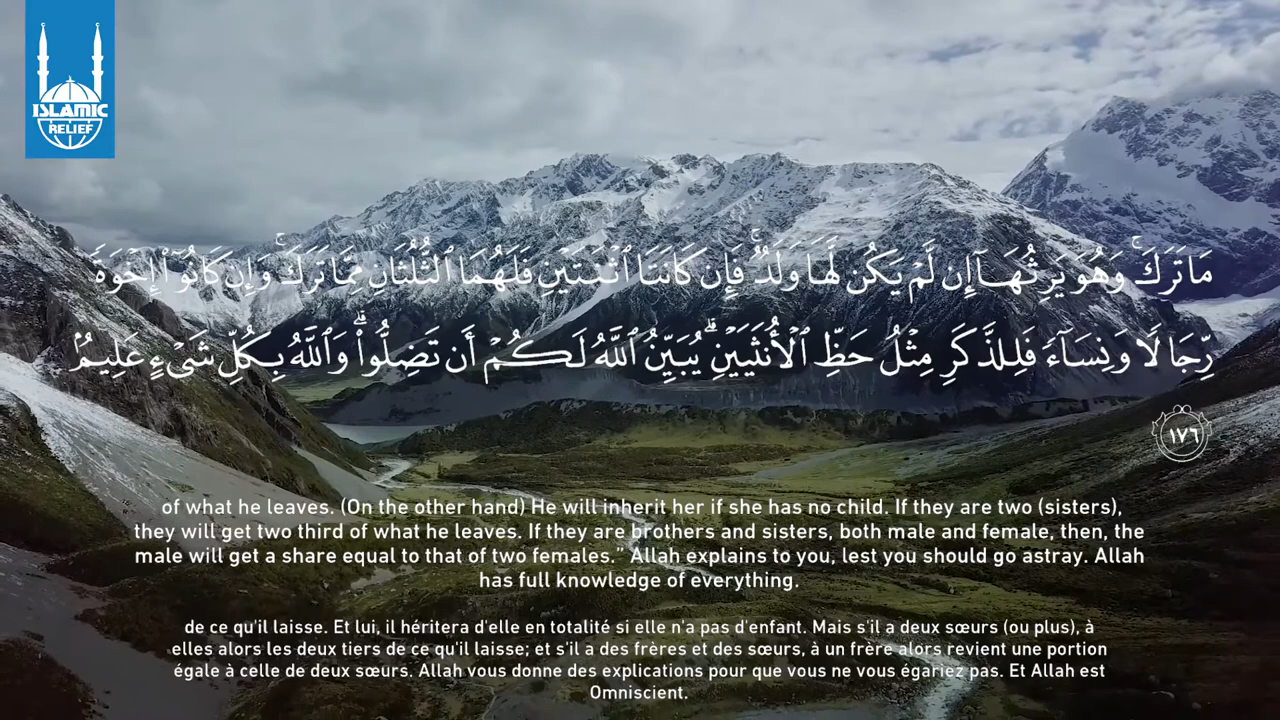 ISLAMIC
RELIEF
مَا تَرَكَۚ وَهُوَ يَرِثُهَآ إِن لَّمْ يَكُن لَّهَا وَلَدٌۚ فَإِن كَانَتَا ٱثْنَتَيْنِ فَلَهُمَا ٱلثُّلُثَانِ مِمَّا تَرَكَۚ وَإِن كَانُوٓا۟ إِخْوَةً
رِّجَالًا وَنِسَآءً فَلِلذَّكَرِ مِثْلُ حَظِّ ٱلْأُنثَيَيْنِۗ يُبَيِّنُ ٱللَّهُ لَكُمْ أَن تَضِلُّوا۟ۗ وَٱللَّهُ بِكُلِّ شَىْءٍ عَلِيمٌۢ
١٧٦
of what he leaves. (On the other hand) He will inherit her if she has no child. If they are two (sisters),
they will get two third of what he leaves. If they are brothers and sisters, both male and female, then, the
male will get a share equal to that of two females.” Allah explains to you, lest you should go astray. Allah
has full knowledge of everything.
de ce qu'il laisse. Et lui, il héritera d'elle en totalité si elle n'a pas d'enfant. Mais s'il a deux sœurs (ou plus), à
elles alors les deux tiers de ce qu'il laisse; et s'il a des frères et des sœurs, à un frère alors revient une portion
égale à celle de deux sœurs. Allah vous donne des explications pour que vous ne vous égariez pas. Et Allah est
Omniscient.